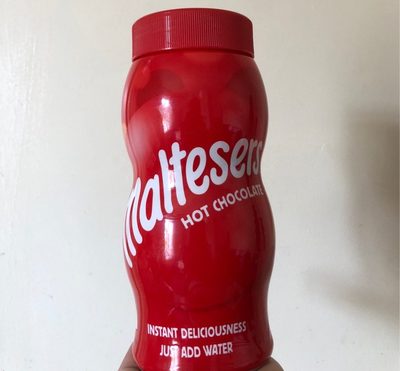 Maltesers
HOT CHOCOLATE
INSTANT DELICIOUSNESS
JUST ADD WATER